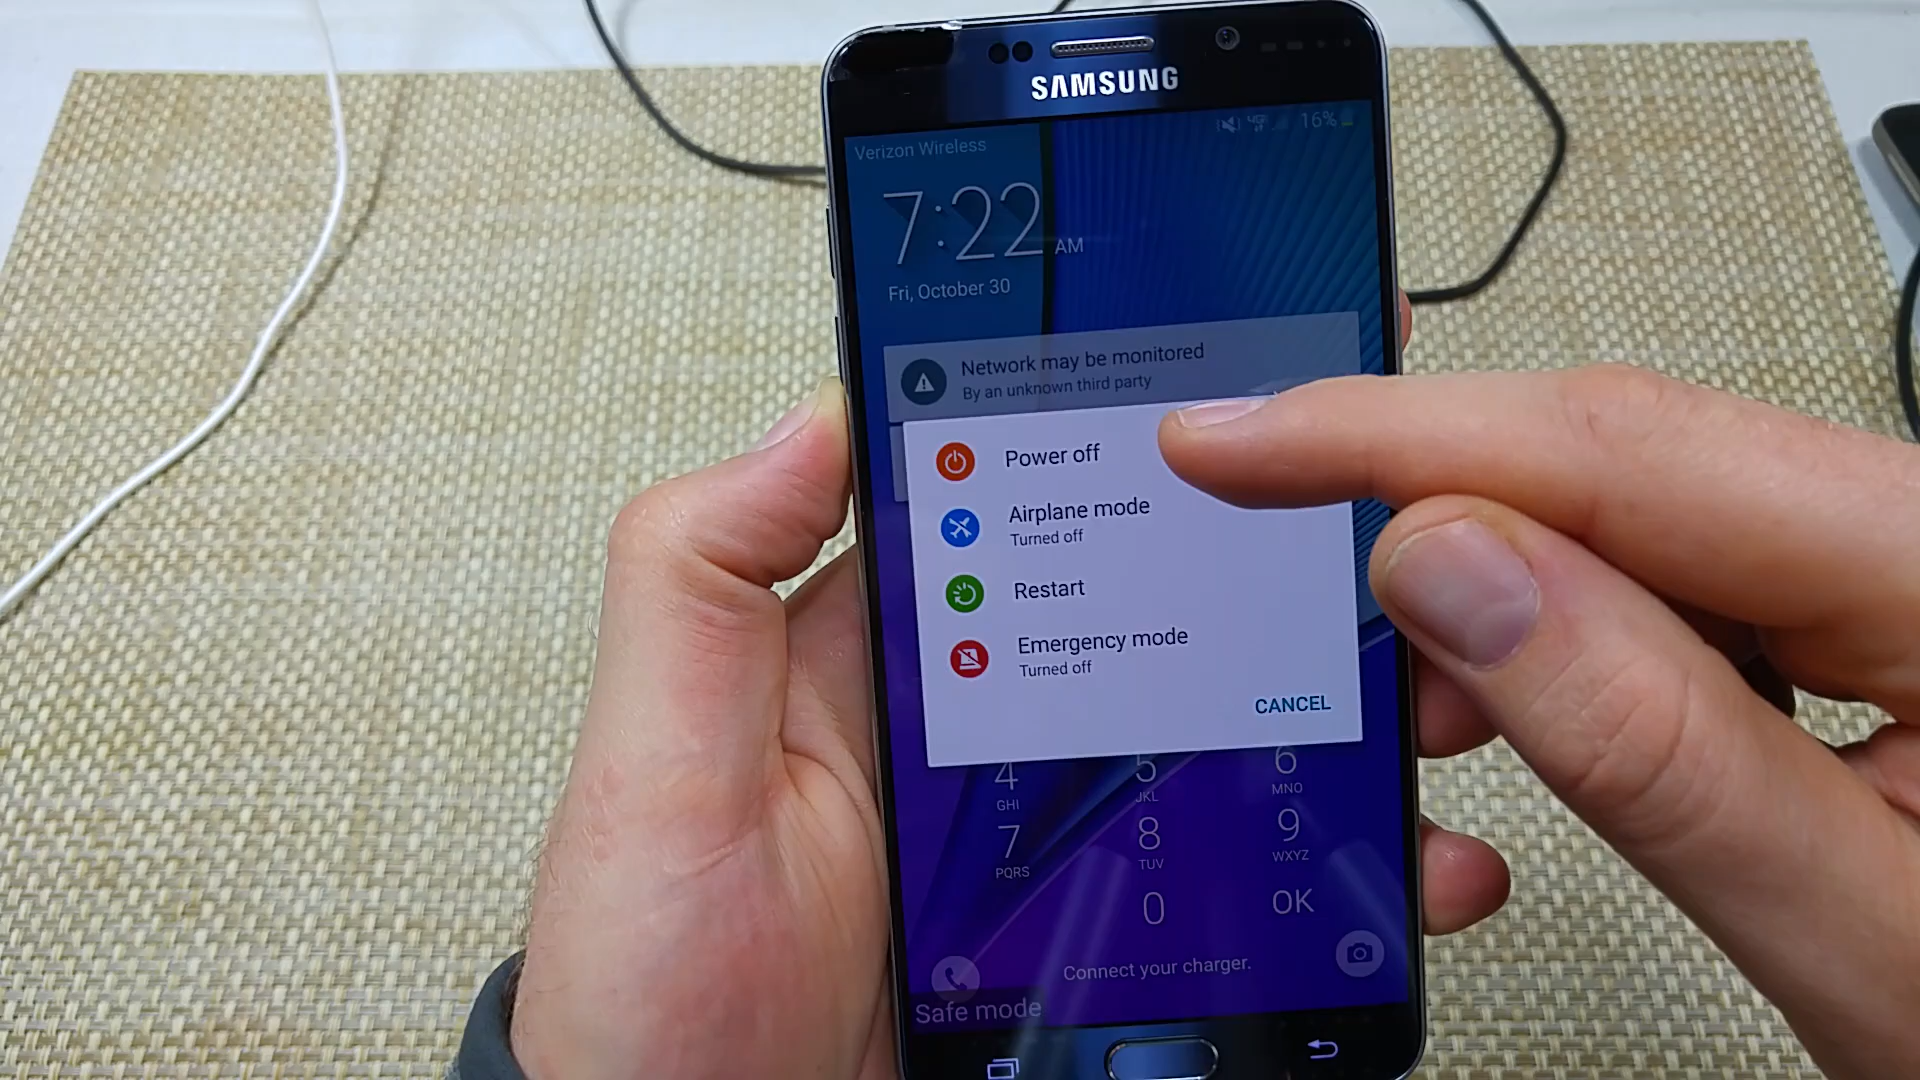 SAMSUNG
16%
Verizon Wireless
7:22 AM
Fri, October 30
Network may be monitored
By an unknown third party
Power off
Airplane mode
Turned off
Restart
Emergency mode
Turned off
CANCEL
4 5 6
GHI JKL MNO
7 8 9
PQRS TUV WXYZ
0 OK
Connect your charger.
Safe mode